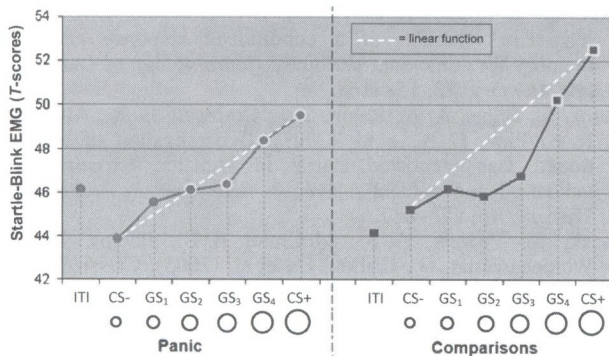 Startle-Blink EMG (T-scores)
54
52
50
48
46
44
42
= linear function
ITI CS- GS₁ GS₂ GS₃ GS₄ CS+
ITI CS- GS₁ GS₂ GS₃ GS₄ CS+
Panic
Comparisons